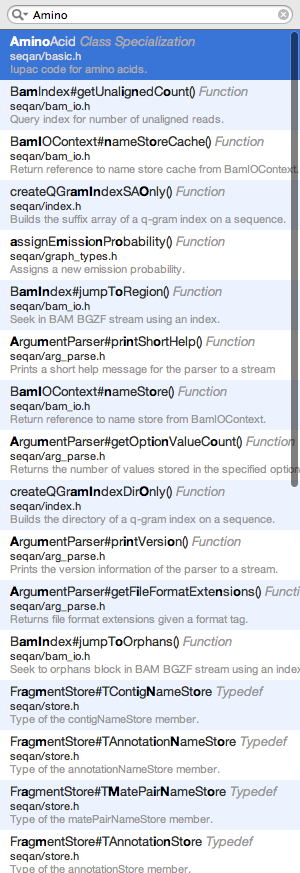 Amino
AminoAcid Class Specialization
seqan/basic.h
Iupac code for amino acids.
BamIndex#getUnalignedCount() Function
seqan/bam_io.h
Query index for number of unaligned reads.
BamIOContext#nameStoreCache() Function
seqan/bam_io.h
Return reference to name store cache from BamIOContext.
createQGramIndexSAOnly() Function
seqan/index.h
Builds the suffix array of a q-gram index on a sequence.
assignEmissionProbability() Function
seqan/graph_types.h
Assigns a new emission probability.
BamIndex#jumpToRegion() Function
seqan/bam_io.h
Seek in BAM BGZF stream using an index.
ArgumentParser#printShortHelp() Function
seqan/arg_parse.h
Prints a short help message for the parser to a stream
BamIOContext#nameStore() Function
seqan/bam_io.h
Return reference to name store from BamIOContext.
ArgumentParser#getOptionValueCount() Function
seqan/arg_parse.h
Returns the number of values stored in the specified option
createQGramIndexDirOnly() Function
seqan/index.h
Builds the directory of a q-gram index on a sequence.
ArgumentParser#printVersion() Function
seqan/arg_parse.h
Prints the version information of the parser to a stream.
ArgumentParser#getFileFormatExtensions() Functi
seqan/arg_parse.h
Returns file format extensions given a format tag.
BamIndex#jumpToOrphans() Function
seqan/bam_io.h
Seek to orphans block in BAM BGZF stream using an index
FragmentStore#TContigNameStore Typedef
seqan/store.h
Type of the contigNameStore member.
FragmentStore#TAnnotationNameStore Typedef
seqan/store.h
Type of the annotationNameStore member.
FragmentStore#TMatePairNameStore Typedef
seqan/store.h
Type of the matePairNameStore member.
FragmentStore#TAnnotationStore Typedef
seqan/store.h
Type of the annotationStore member.